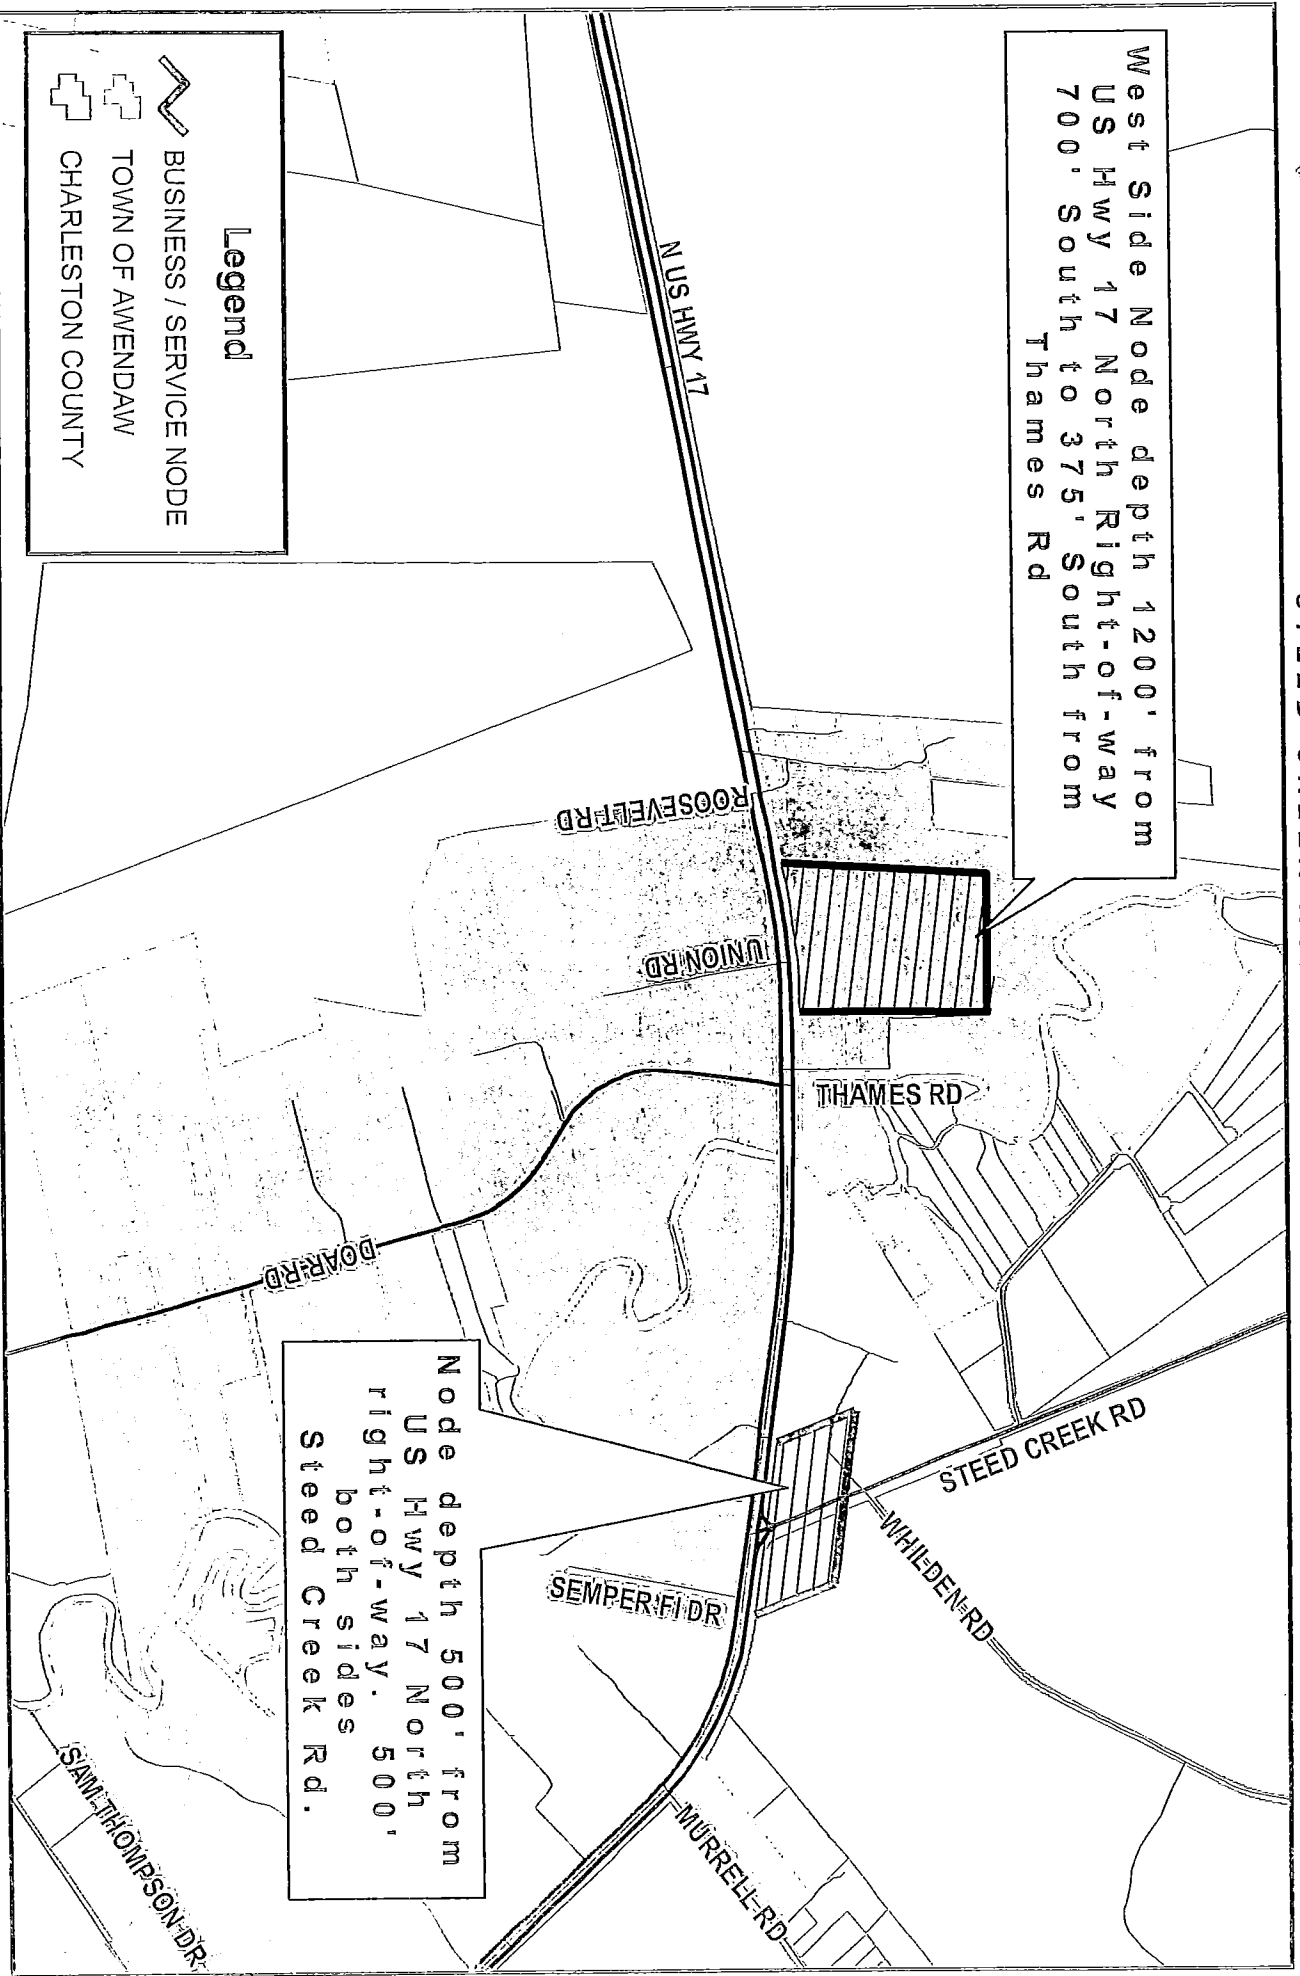 West Side Node depth 1200' from
US Hwy 17 North Right-of-way
700' South to 375' South from
Thames Rd
N US HWY 17
ROOSEVELT RD
UNION RD
THAMES RD
DOAR RD
STEED CREEK RD
WHILDEN RD
SEMPER FI DR
MURRELL RD
SAM THOMPSON DR
Node depth 500' from
US Hwy 17 North
right-of-way. 500'
both sides
Steed Creek Rd.
Legend
BUSINESS / SERVICE NODE
TOWN OF AWENDAW
CHARLESTON COUNTY